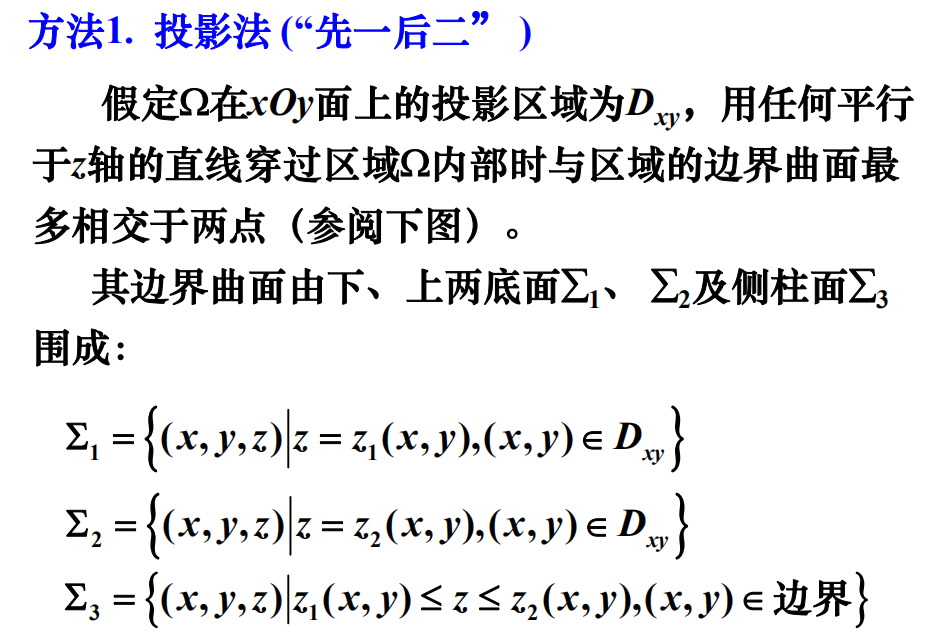 方法1. 投影法 (“先一后二” )
假定Ω在xOy面上的投影区域为D_xy，用任何平行
于z轴的直线穿过区域Ω内部时与区域的边界曲面最
多相交于两点（参阅下图）。
其边界曲面由下、上两底面Σ₁、 Σ₂及侧柱面Σ₃
围成：
Σ₁ = {(x, y, z)|z = z₁(x, y),(x, y) ∈ D_xy}
Σ₂ = {(x, y, z)|z = z₂(x, y),(x, y) ∈ D_xy}
Σ₃ = {(x, y, z)|z₁(x, y) ≤ z ≤ z₂(x, y),(x, y) ∈ 边界}